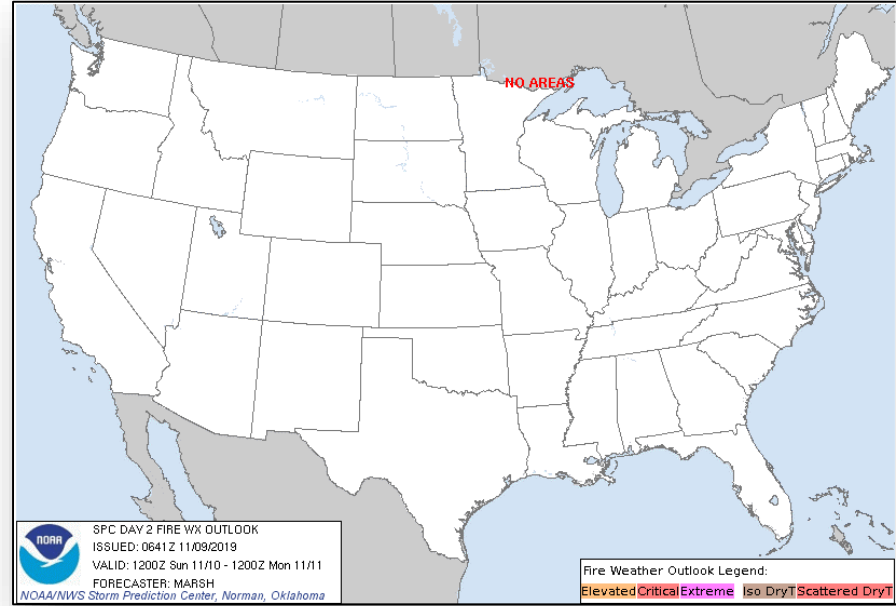 NO AREAS
NOAA
SPC DAY 2 FIRE WX OUTLOOK
ISSUED: 0641Z 11/09/2019
VALID: 1200Z Sun 11/10 - 1200Z Mon 11/11
FORECASTER: MARSH
NOAA/NWS Storm Prediction Center, Norman, Oklahoma
Fire Weather Outlook Legend:
Elevated Critical Extreme Iso DryT Scattered DryT